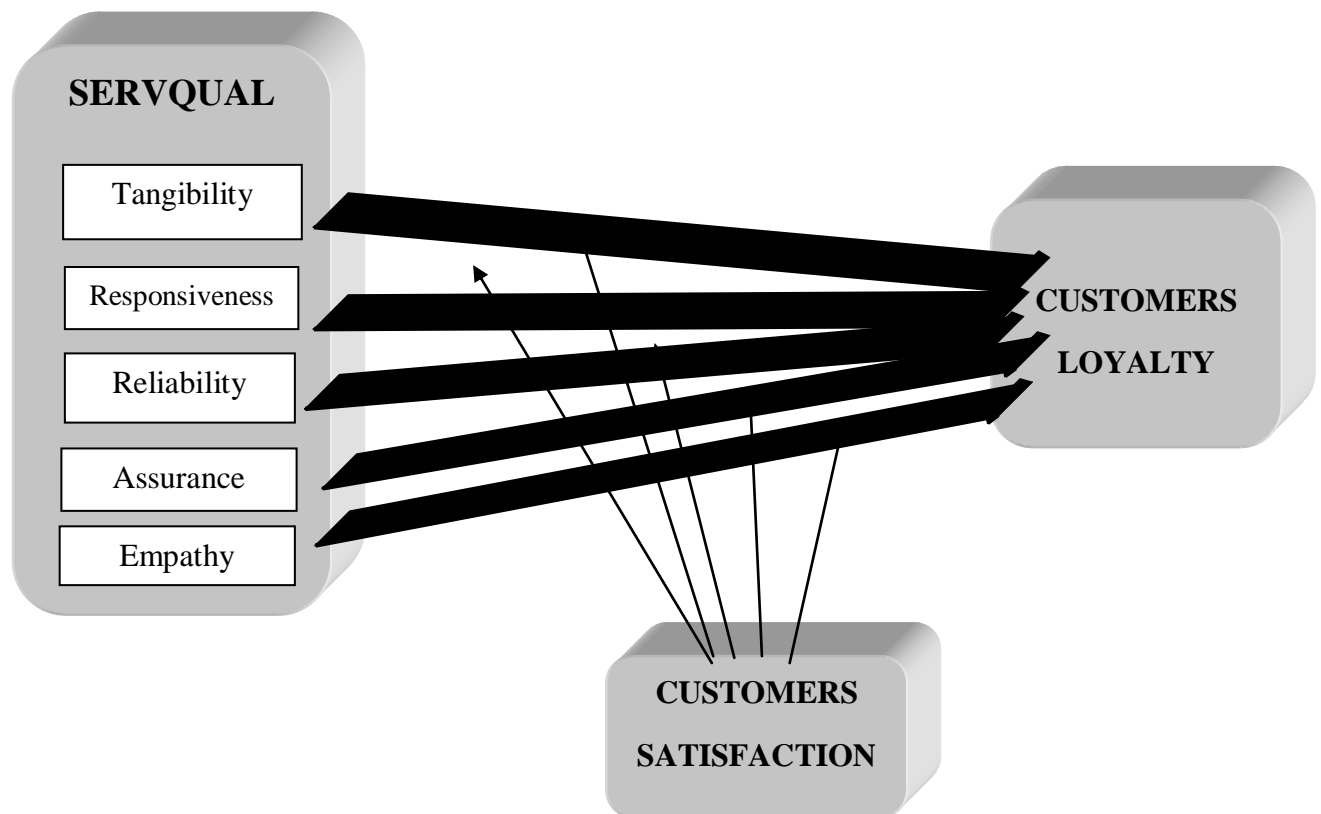 SERVQUAL
Tangibility
Responsiveness
Reliability
Assurance
Empathy
CUSTOMERS
LOYALTY
CUSTOMERS
SATISFACTION